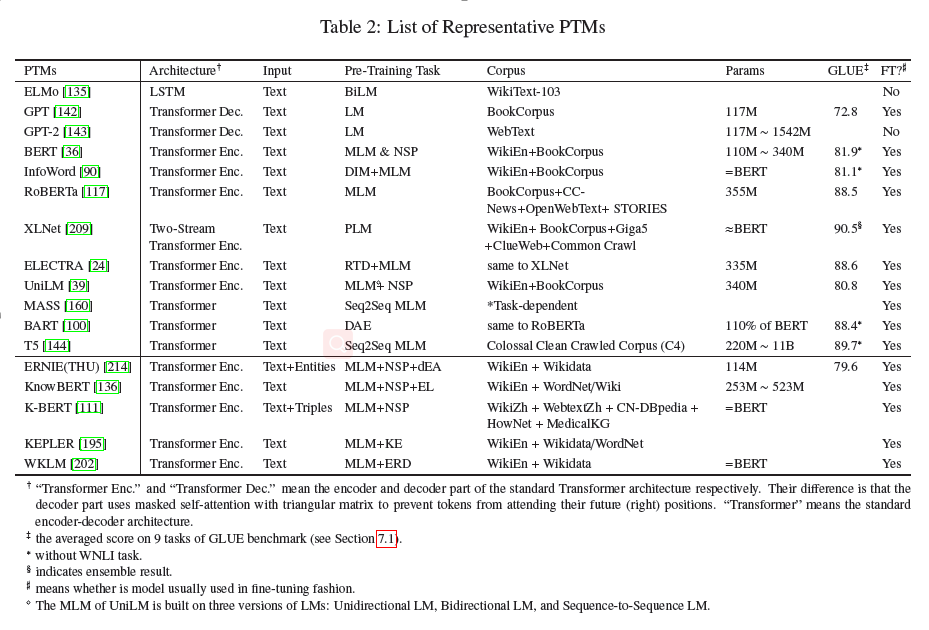 Table 2: List of Representative PTMs
PTMs Architecture† Input Pre-Training Task Corpus Params GLUE‡ FT?♯
ELMo [135] LSTM Text BiLM WikiText-103 No
GPT [142] Transformer Dec. Text LM BookCorpus 117M 72.8 Yes
GPT-2 [143] Transformer Dec. Text LM WebText 117M ~ 1542M No
BERT [36] Transformer Enc. Text MLM & NSP WikiEn+BookCorpus 110M ~ 340M 81.9* Yes
InfoWord [90] Transformer Enc. Text DIM+MLM WikiEn+BookCorpus =BERT 81.1* Yes
RoBERTa [117] Transformer Enc. Text MLM BookCorpus+CC- 355M 88.5 Yes
News+OpenWebText+ STORIES
XLNet [209] Two-Stream Text PLM WikiEn+ BookCorpus+Giga5 ≈BERT 90.5§ Yes
Transformer Enc. +ClueWeb+Common Crawl
ELECTRA [24] Transformer Enc. Text RTD+MLM same to XLNet 335M 88.6 Yes
UniLM [39] Transformer Enc. Text MLM⋄+ NSP WikiEn+BookCorpus 340M 80.8 Yes
MASS [160] Transformer Text Seq2Seq MLM *Task-dependent Yes
BART [100] Transformer Text DAE same to RoBERTa 110% of BERT 88.4* Yes
T5 [144] Transformer Text Seq2Seq MLM Colossal Clean Crawled Corpus (C4) 220M ~ 11B 89.7* Yes
ERNIE(THU) [214] Transformer Enc. Text+Entities MLM+NSP+dEA WikiEn + Wikidata 114M 79.6 Yes
KnowBERT [136] Transformer Enc. Text MLM+NSP+EL WikiEn + WordNet/Wiki 253M ~ 523M Yes
K-BERT [111] Transformer Enc. Text+Triples MLM+NSP WikiZh + WebtextZh + CN-DBpedia + =BERT Yes
HowNet + MedicalKG
KEPLER [195] Transformer Enc. Text MLM+KE WikiEn + Wikidata/WordNet Yes
WKLM [202] Transformer Enc. Text MLM+ERD WikiEn + Wikidata =BERT Yes
† "Transformer Enc." and "Transformer Dec." mean the encoder and decoder part of the standard Transformer architecture respectively. Their difference is that the
decoder part uses masked self-attention with triangular matrix to prevent tokens from attending their future (right) positions. "Transformer" means the standard
encoder-decoder architecture.
‡ the averaged score on 9 tasks of GLUE benchmark (see Section 7.1).
* without WNLI task.
§ indicates ensemble result.
♯ means whether is model usually used in fine-tuning fashion.
⋄ The MLM of UniLM is built on three versions of LMs: Unidirectional LM, Bidirectional LM, and Sequence-to-Sequence LM.